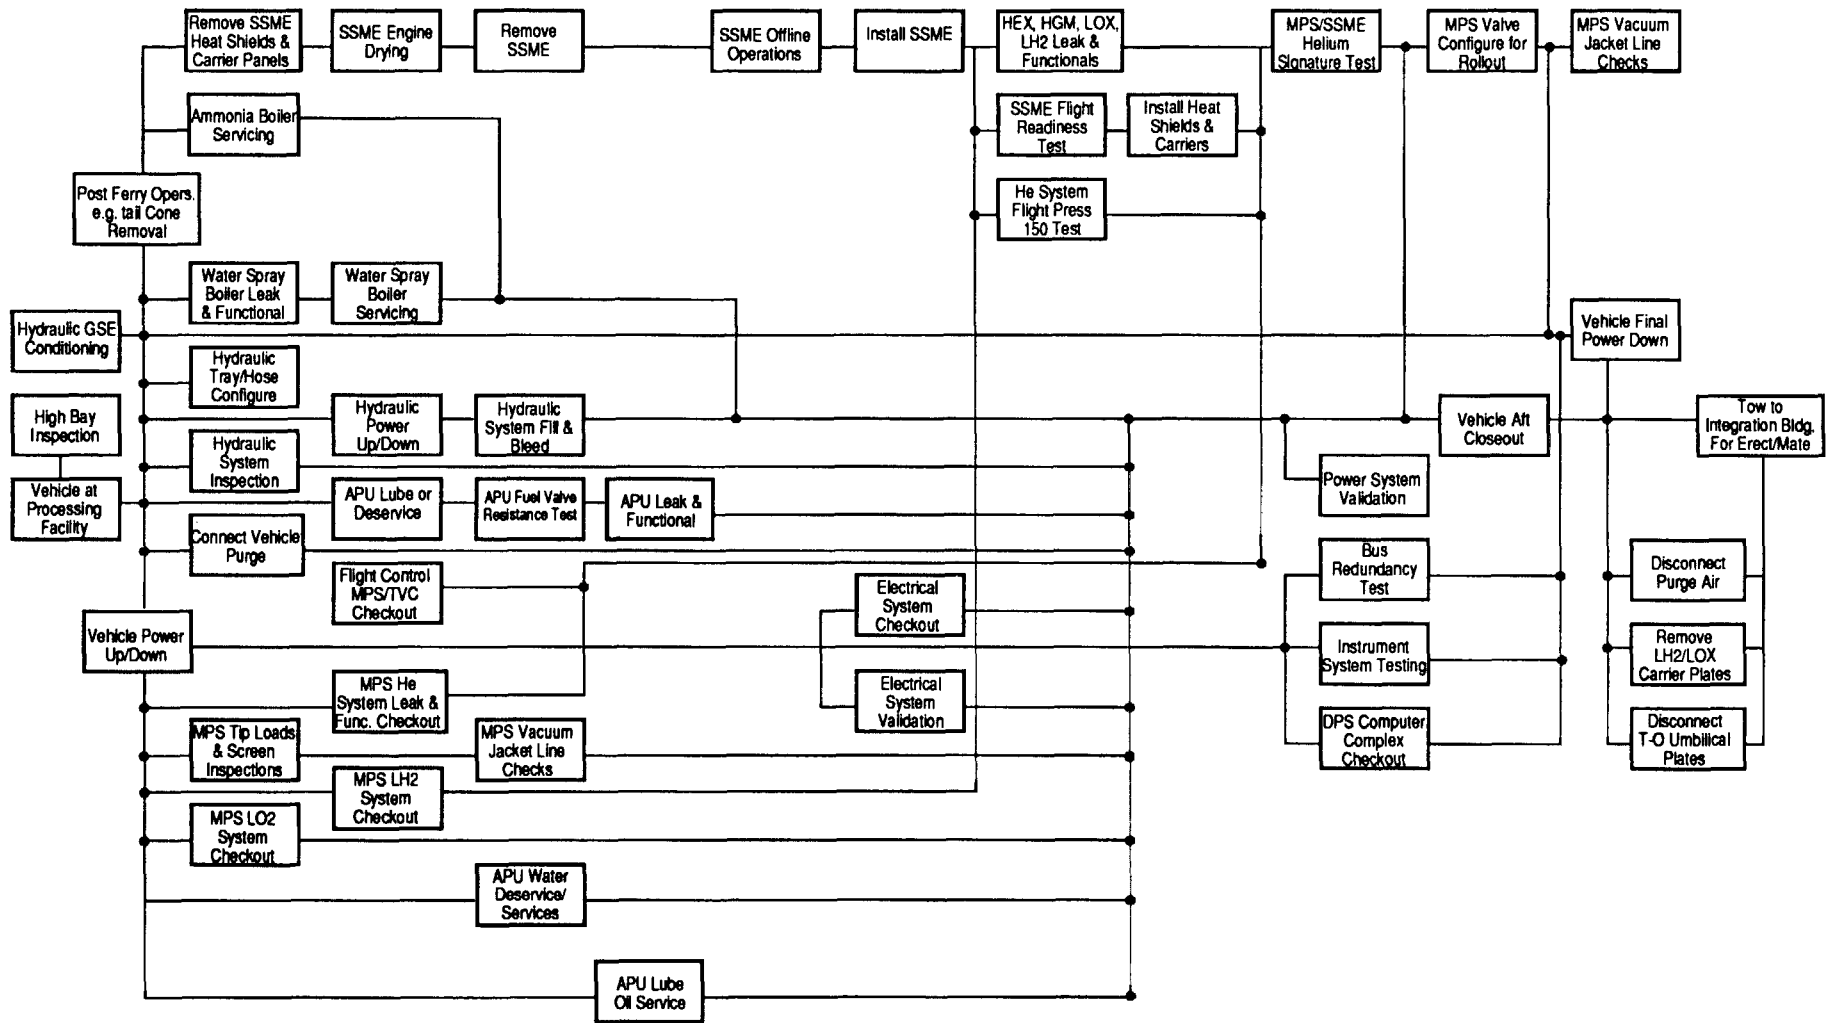 Remove SSME
Heat Shields &
Carrier Panels
SSME Engine
Drying
Remove
SSME
SSME Offline
Operations
Install SSME
HEX, HGM, LOX,
LH2 Leak &
Functionals
MPS/SSME
Helium
Signature Test
MPS Valve
Configure for
Rollout
MPS Vacuum
Jacket Line
Checks
Ammonia Boiler
Servicing
SSME Flight
Readiness
Test
Install Heat
Shields &
Carriers
Post Ferry Opers.
e.g. tail Cone
Removal
He System
Flight Press
150 Test
Water Spray
Boiler Leak
& Functional
Water Spray
Boiler
Servicing
Hydraulic GSE
Conditioning
Vehicle Final
Power Down
Hydraulic
Tray/Hose
Configure
High Bay
Inspection
Hydraulic
Power
Up/Down
Hydraulic
System Fill &
Bleed
Vehicle Aft
Closeout
Tow to
Integration Bldg.
For Erect/Mate
Hydraulic
System
Inspection
Power System
Validation
Vehicle at
Processing
Facility
APU Lube or
Deservice
APU Fuel Valve
Resistance Test
APU Leak &
Functional
Connect Vehicle
Purge
Bus
Redundancy
Test
Disconnect
Purge Air
Flight Control
MPS/TVC
Checkout
Electrical
System
Checkout
Vehicle Power
Up/Down
Instrument
System Testing
Remove
LH2/LOX
Carrier Plates
MPS He
System Leak &
Func. Checkout
Electrical
System
Validation
DPS Computer
Complex
Checkout
Disconnect
T-O Umbilical
Plates
MPS Tip Loads
& Screen
Inspections
MPS Vacuum
Jacket Line
Checks
MPS LH2
System
Checkout
MPS LO2
System
Checkout
APU Water
Deservice/
Services
APU Lube
Oil Service